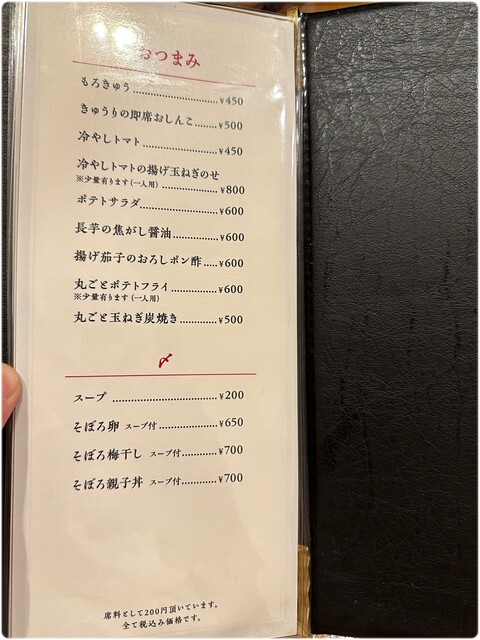 おつまみ
もろきゅう……………………¥450
きゅうりの即席おしんこ……¥500
冷やしトマト…………………¥450
冷やしトマトの揚げ玉ねぎのせ
※少量有ります(一人用)……………¥800
ポテトサラダ…………………¥600
長芋の焦がし醤油……………¥600
揚げ茄子のおろしポン酢……¥600
丸ごとポテトフライ…………¥600
※少量有ります(一人用)
丸ごと玉ねぎ炭焼き…………¥500
〆
スープ…………………………¥200
そぼろ卵 スープ付……………¥650
そぼろ梅干し スープ付………¥700
そぼろ親子丼 スープ付………¥700
席料として200円頂いています。
全て税込み価格です。